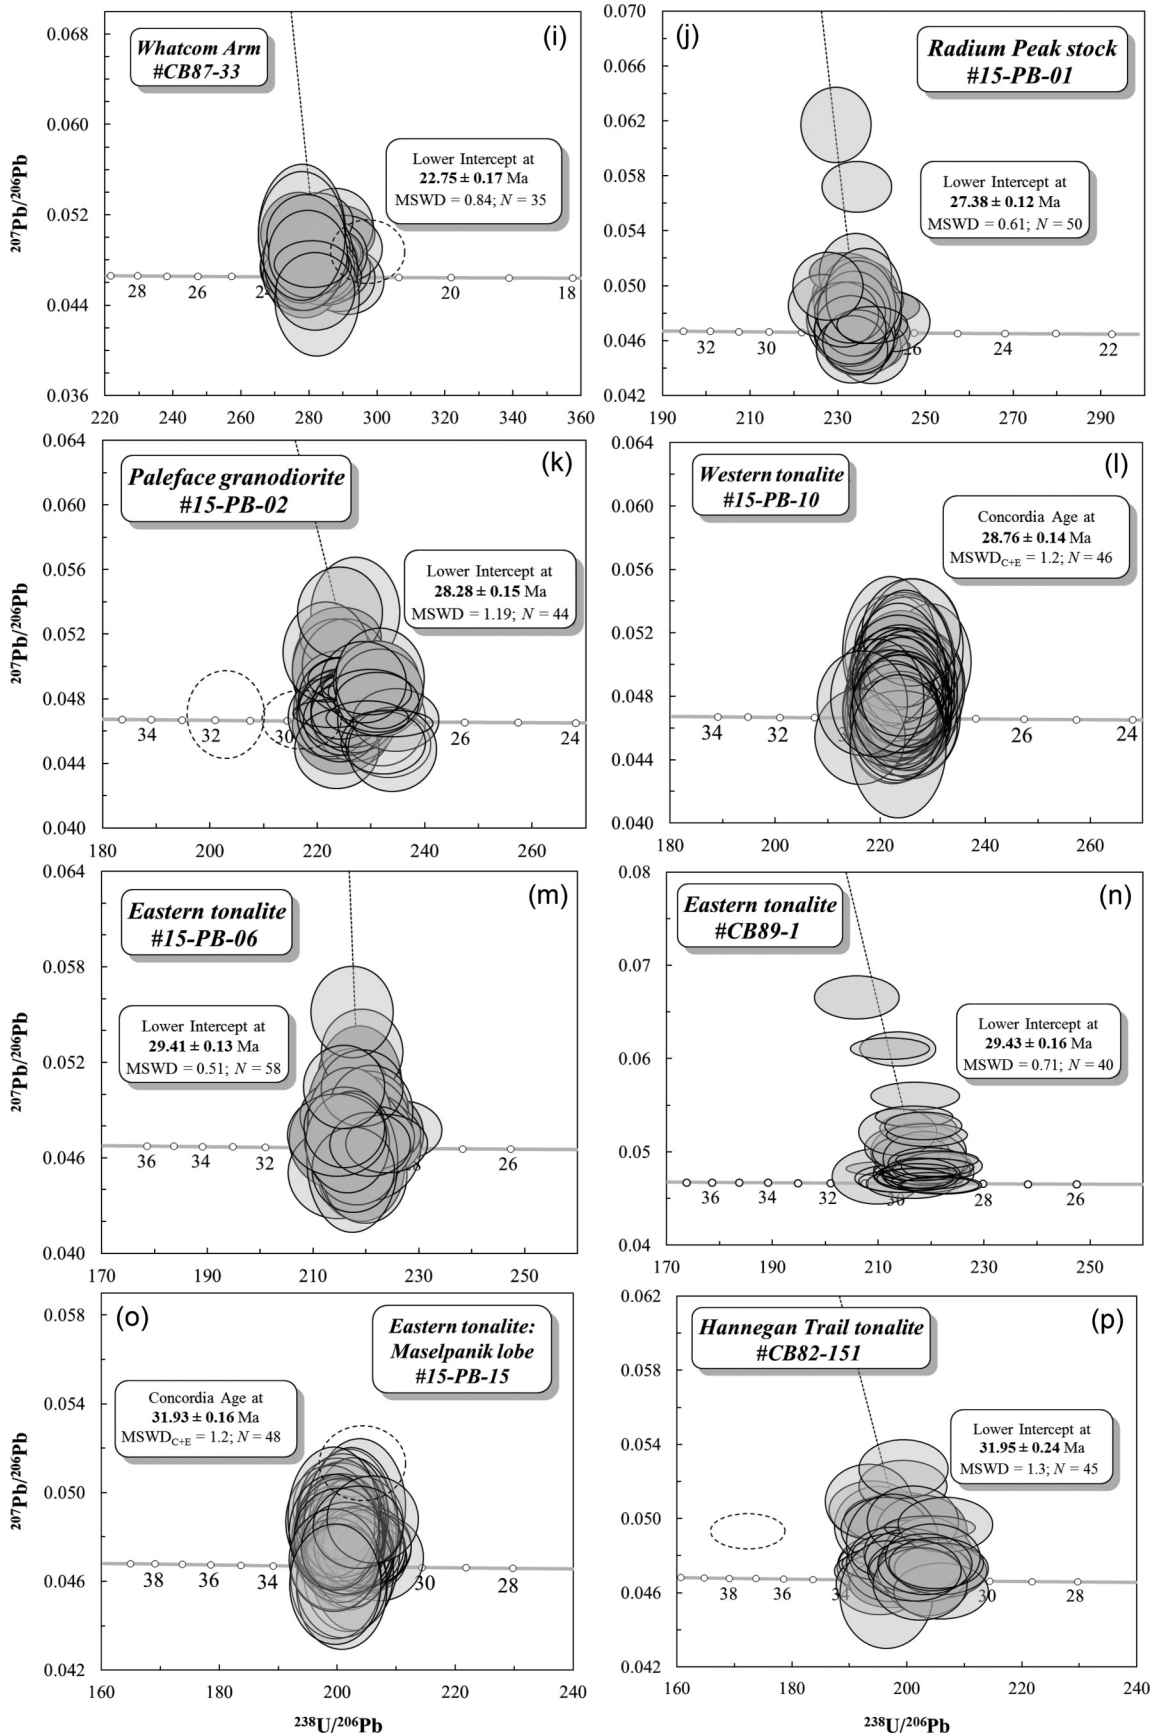 (i)
Whatcom Arm
#CB87-33
Lower Intercept at
22.75 ± 0.17 Ma
MSWD = 0.84; N = 35
207Pb/206Pb
0.068
0.060
0.052
0.044
0.036
28 26 20 18
220 240 260 280 300 320 340 360
(j)
Radium Peak stock
#15-PB-01
Lower Intercept at
27.38 ± 0.12 Ma
MSWD = 0.61; N = 50
0.070
0.066
0.062
0.058
0.054
0.050
0.046
0.042
32 30 26 24 22
190 210 230 250 270 290
(k)
Paleface granodiorite
#15-PB-02
Lower Intercept at
28.28 ± 0.15 Ma
MSWD = 1.19; N = 44
207Pb/206Pb
0.064
0.060
0.056
0.052
0.048
0.044
0.040
34 32 30 26 24
180 200 220 240 260
(l)
Western tonalite
#15-PB-10
Concordia Age at
28.76 ± 0.14 Ma
MSWDC+E = 1.2; N = 46
0.064
0.060
0.056
0.052
0.048
0.044
0.040
34 32 26 24
180 200 220 240 260
(m)
Eastern tonalite
#15-PB-06
Lower Intercept at
29.41 ± 0.13 Ma
MSWD = 0.51; N = 58
207Pb/206Pb
0.064
0.058
0.052
0.046
0.040
36 34 32 26
170 190 210 230 250
(n)
Eastern tonalite
#CB89-1
Lower Intercept at
29.43 ± 0.16 Ma
MSWD = 0.71; N = 40
0.08
0.07
0.06
0.05
0.04
36 34 32 30 28 26
170 190 210 230 250
(o)
Eastern tonalite:
Maselpanik lobe
#15-PB-15
Concordia Age at
31.93 ± 0.16 Ma
MSWDC+E = 1.2; N = 48
207Pb/206Pb
0.058
0.054
0.050
0.046
0.042
38 36 34 30 28
160 180 200 220 240
238U/206Pb
(p)
Hannegan Trail tonalite
#CB82-151
Lower Intercept at
31.95 ± 0.24 Ma
MSWD = 1.3; N = 45
0.062
0.058
0.054
0.050
0.046
0.042
38 36 34 30 28
160 180 200 220 240
238U/206Pb